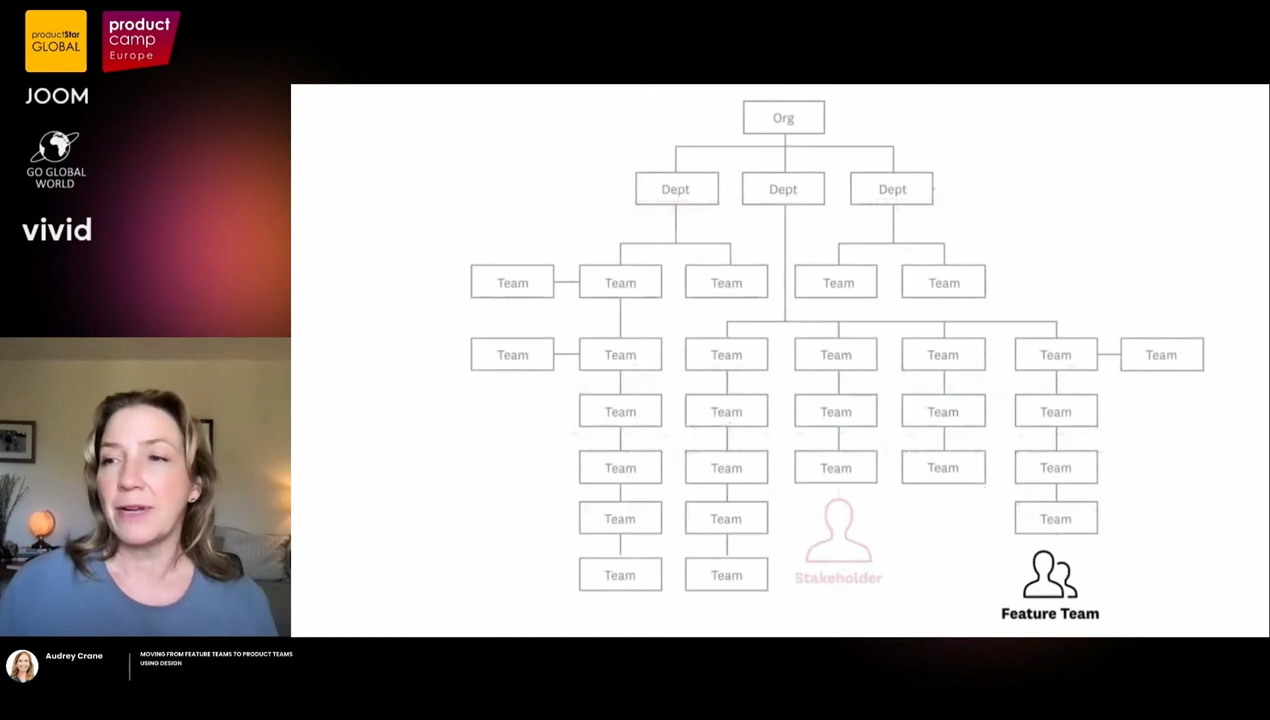 productStar
GLOBAL
product
camp
Europe
JOOM
GO GLOBAL
WORLD
vivid
Org
Dept Dept Dept
Team Team Team Team Team
Team Team Team Team Team Team Team
Team Team Team Team Team
Team Team Team Team Team
Team Team Team
Team Team
Stakeholder
Feature Team
Audrey Crane
MOVING FROM FEATURE TEAMS TO PRODUCT TEAMS
USING DESIGN